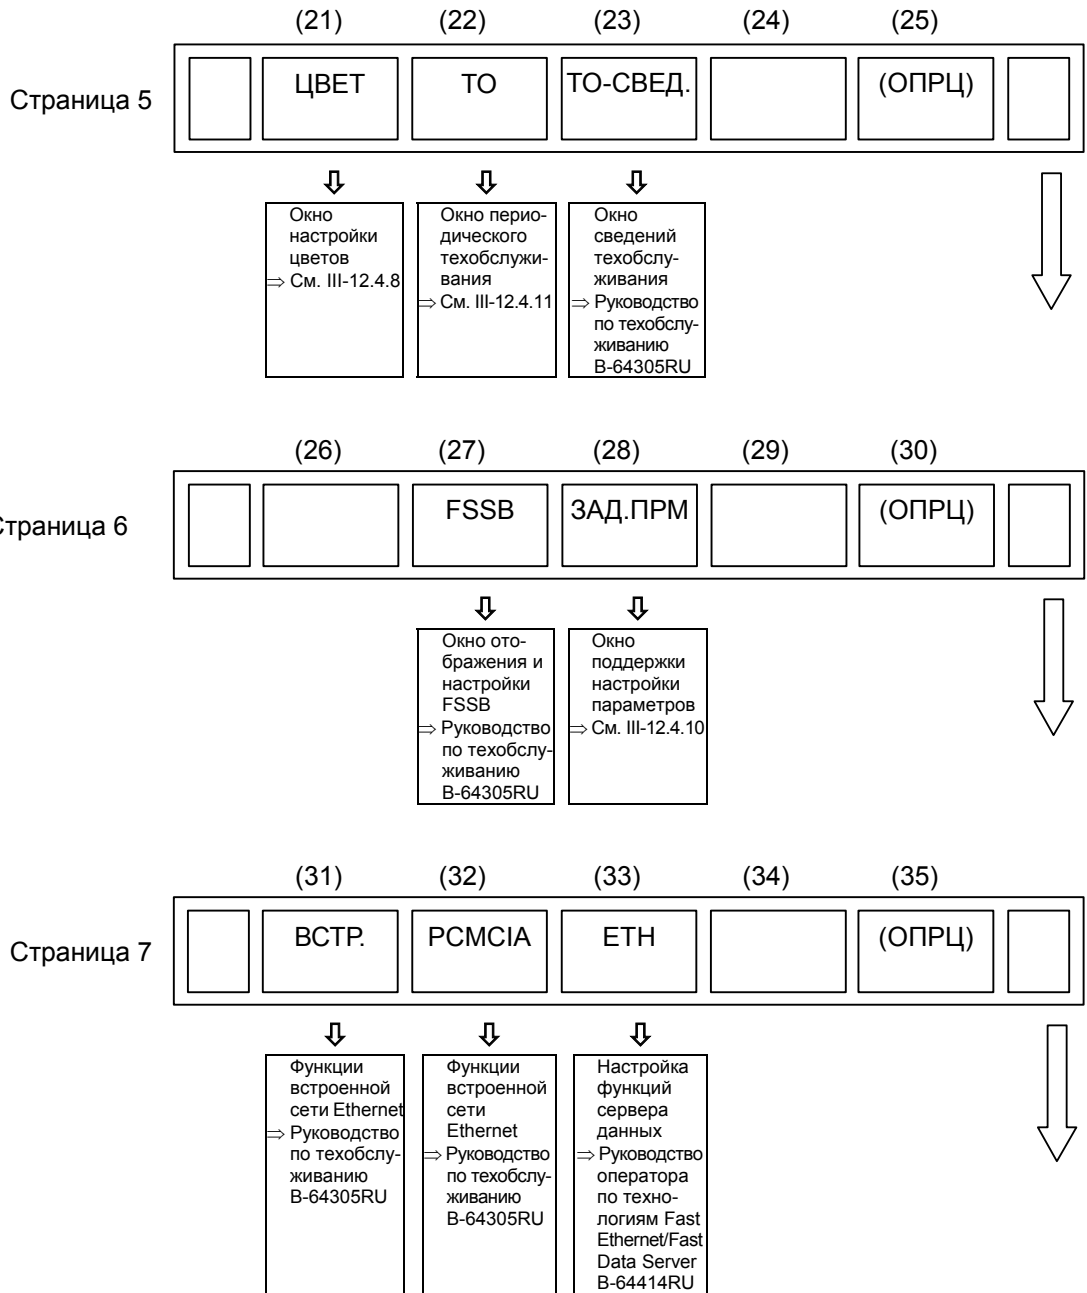 (21) (22) (23) (24) (25)
Страница 5
ЦВЕТ ТО ТО-СВЕД. (ОПРЦ)
Окно
настройки
цветов
⇒ См. III-12.4.8
Окно перио-
дического
техобслужи-
вания
⇒ См. III-12.4.11
Окно
сведений
техобслу-
живания
⇒ Руководство
по техобслу-
живанию
B-64305RU
(26) (27) (28) (29) (30)
Страница 6
FSSB ЗАД.ПРМ (ОПРЦ)
Окно ото-
бражения и
настройки
FSSB
⇒ Руководство
по техобслу-
живанию
B-64305RU
Окно
поддержки
настройки
параметров
⇒ См. III-12.4.10
(31) (32) (33) (34) (35)
Страница 7
ВСТР. PCMCIA ETH (ОПРЦ)
Функции
встроенной
сети Ethernet
⇒ Руководство
по техобслу-
живанию
B-64305RU
Функции
встроенной
сети
Ethernet
⇒ Руководство
по техобслу-
живанию
B-64305RU
Настройка
функций
сервера
данных
⇒ Руководство
оператора
по техно-
логиям Fast
Ethernet/Fast
Data Server
B-64414RU